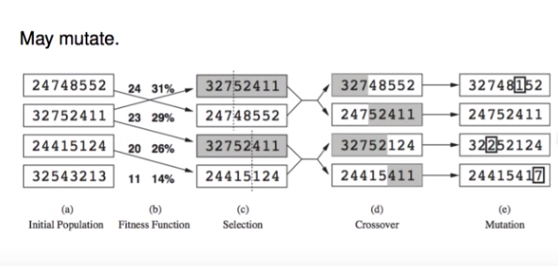 May mutate.
24748552 24 31% 32752411 32748552 32748152
32752411 23 29% 24748552 24752411 24752411
24415124 20 26% 32752411 32752124 32252124
32543213 11 14% 24415124 24415411 24415417
(a) (b) (c) (d) (e)
Initial Population Fitness Function Selection Crossover Mutation